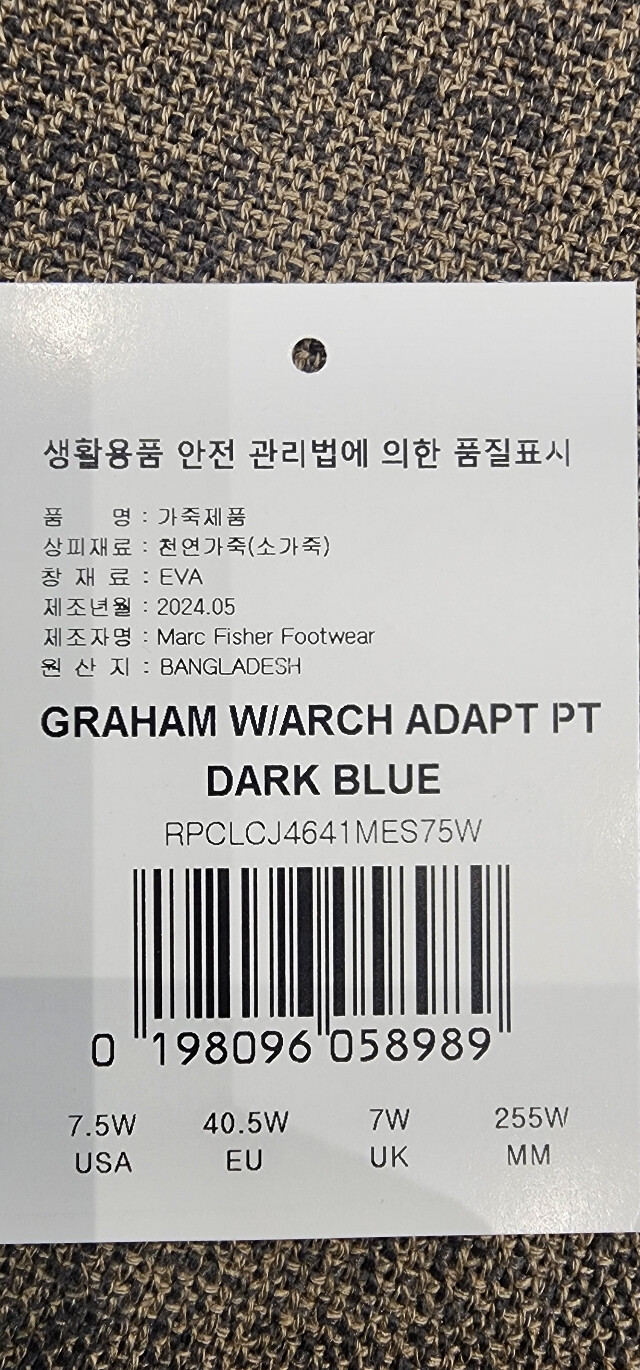 생활용품 안전 관리법에 의한 품질표시
품 명 : 가죽제품
상피재료 : 천연가죽(소가죽)
창 재 료 : EVA
제조년월 : 2024.05
제조자명 : Marc Fisher Footwear
원 산 지 : BANGLADESH
GRAHAM W/ARCH ADAPT PT
DARK BLUE
RPCLCJ4641MES75W
0 198096 058989
7.5W 40.5W 7W 255W
USA EU UK MM